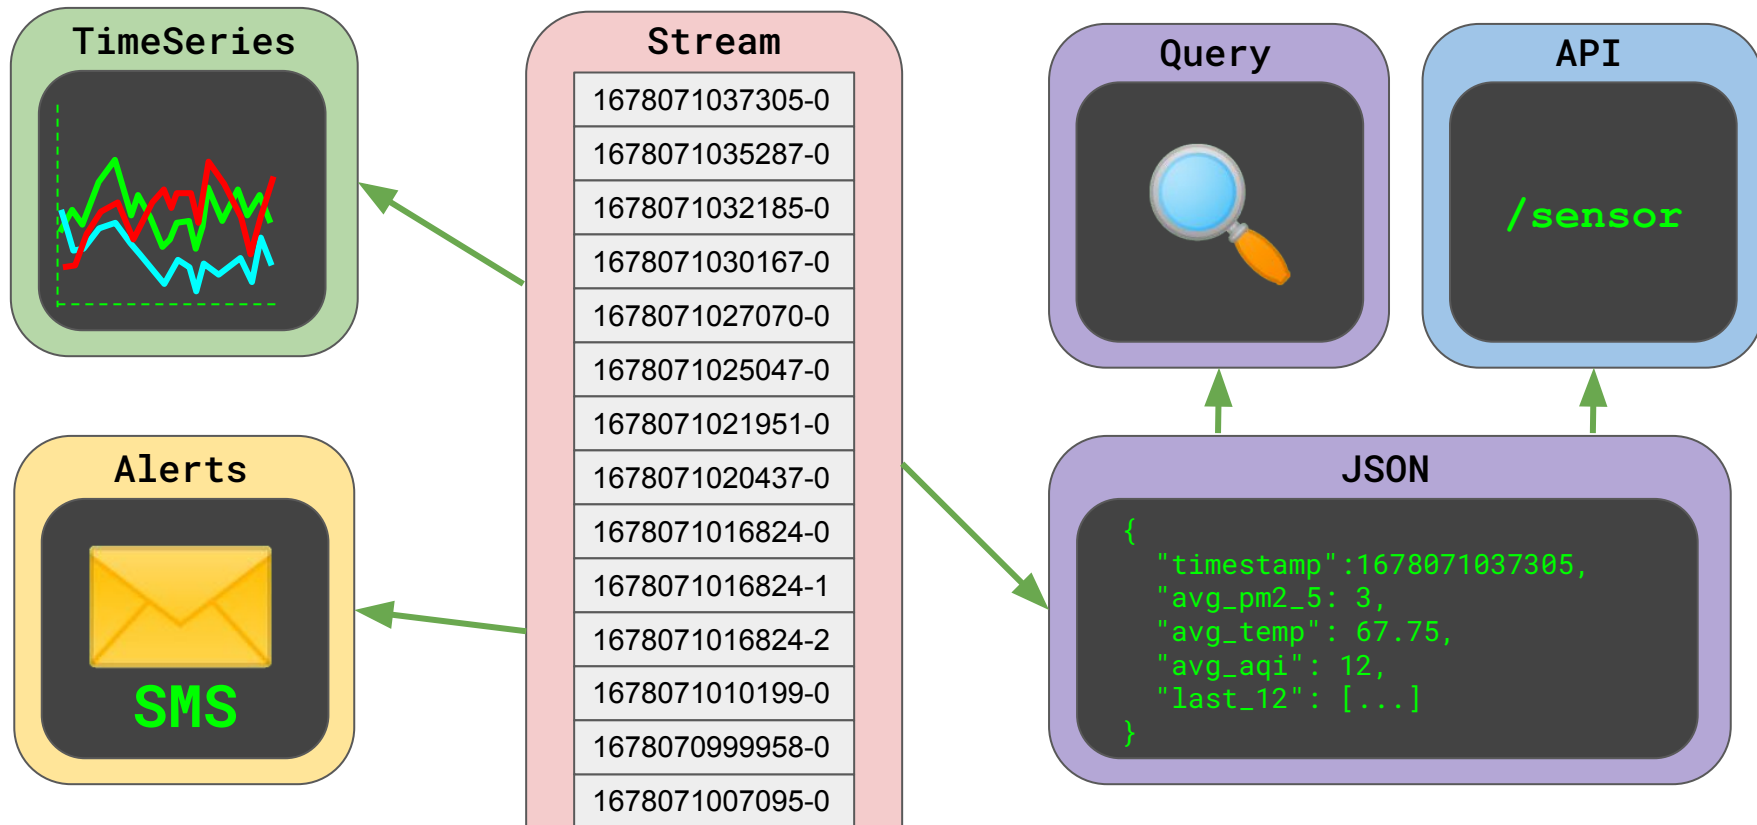 TimeSeries
Alerts
SMS
Stream
1678071037305-0
1678071035287-0
1678071032185-0
1678071030167-0
1678071027070-0
1678071025047-0
1678071021951-0
1678071020437-0
1678071016824-0
1678071016824-1
1678071016824-2
1678071010199-0
1678070999958-0
1678071007095-0
Query
API
/sensor
JSON
{
"timestamp":1678071037305,
"avg_pm2_5: 3,
"avg_temp": 67.75,
"avg_aqi": 12,
"last_12": [...]
}